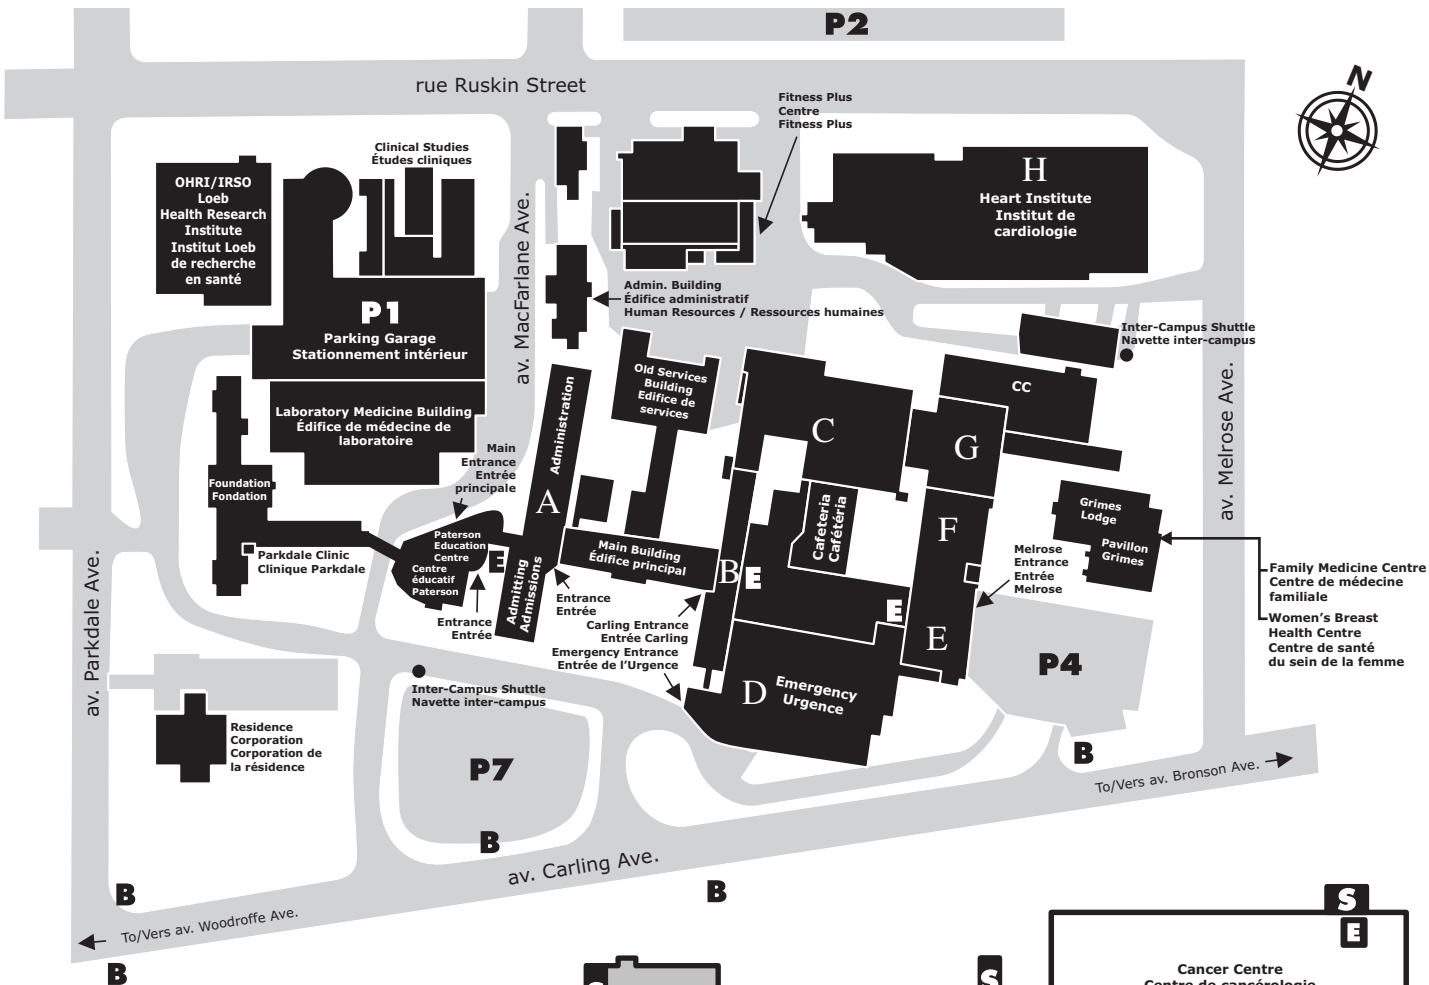 P2
rue Ruskin Street
N
Fitness Plus
Centre
Fitness Plus
Clinical Studies
Études cliniques
OHRI/IRSO
Loeb
Health Research
Institute
Institut Loeb
de recherche
en santé
H
Heart Institute
Institut de
cardiologie
av. MacFarlane Ave.
Admin. Building
Édifice administratif
Human Resources / Ressources humaines
P1
Parking Garage
Stationnement intérieur
Inter-Campus Shuttle
Navette inter-campus
Old Services
Building
Edifice de
services
CC
Administration
Laboratory Medicine Building
Édifice de médecine de
laboratoire
C
G
av. Melrose Ave.
Main
Entrance
Entrée
principale
Foundation
Fondation
A
Cafeteria
Cafétéria
F
Grimes
Lodge
Pavillon
Grimes
Paterson
Education
Centre
Centre
éducatif
Paterson
E
Parkdale Clinic
Clinique Parkdale
Main Building
Édifice principal
B
E
Melrose
Entrance
Entrée
Melrose
Family Medicine Centre
Centre de médecine
familiale
Women's Breast
Health Centre
Centre de santé
du sein de la femme
Admitting
Admissions
Entrance
Entrée
Entrance
Entrée
Carling Entrance
Entrée Carling
Emergency Entrance
Entrée de l'Urgence
E
E
av. Parkdale Ave.
P4
Inter-Campus Shuttle
Navette inter-campus
D
Emergency
Urgence
Residence
Corporation
Corporation de
la résidence
P7
B
To/Vers av. Bronson Ave.
B
av. Carling Ave.
B
B
To/Vers av. Woodroffe Ave.
B
S
E
S
Cancer Centre
Centre de cancérologie